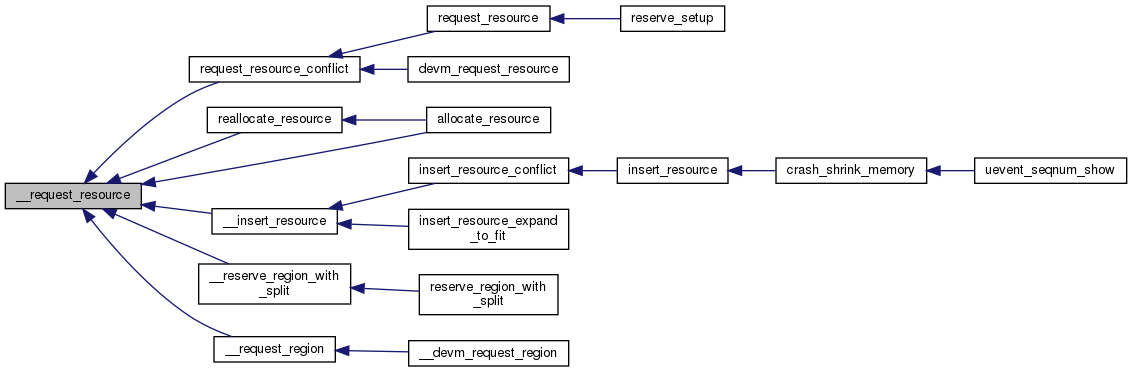 request_resource
reserve_setup
request_resource_conflict
devm_request_resource
reallocate_resource
allocate_resource
insert_resource_conflict
insert_resource
crash_shrink_memory
uevent_seqnum_show
__request_resource
__insert_resource
insert_resource_expand
_to_fit
__reserve_region_with
_split
reserve_region_with
_split
__request_region
__devm_request_region